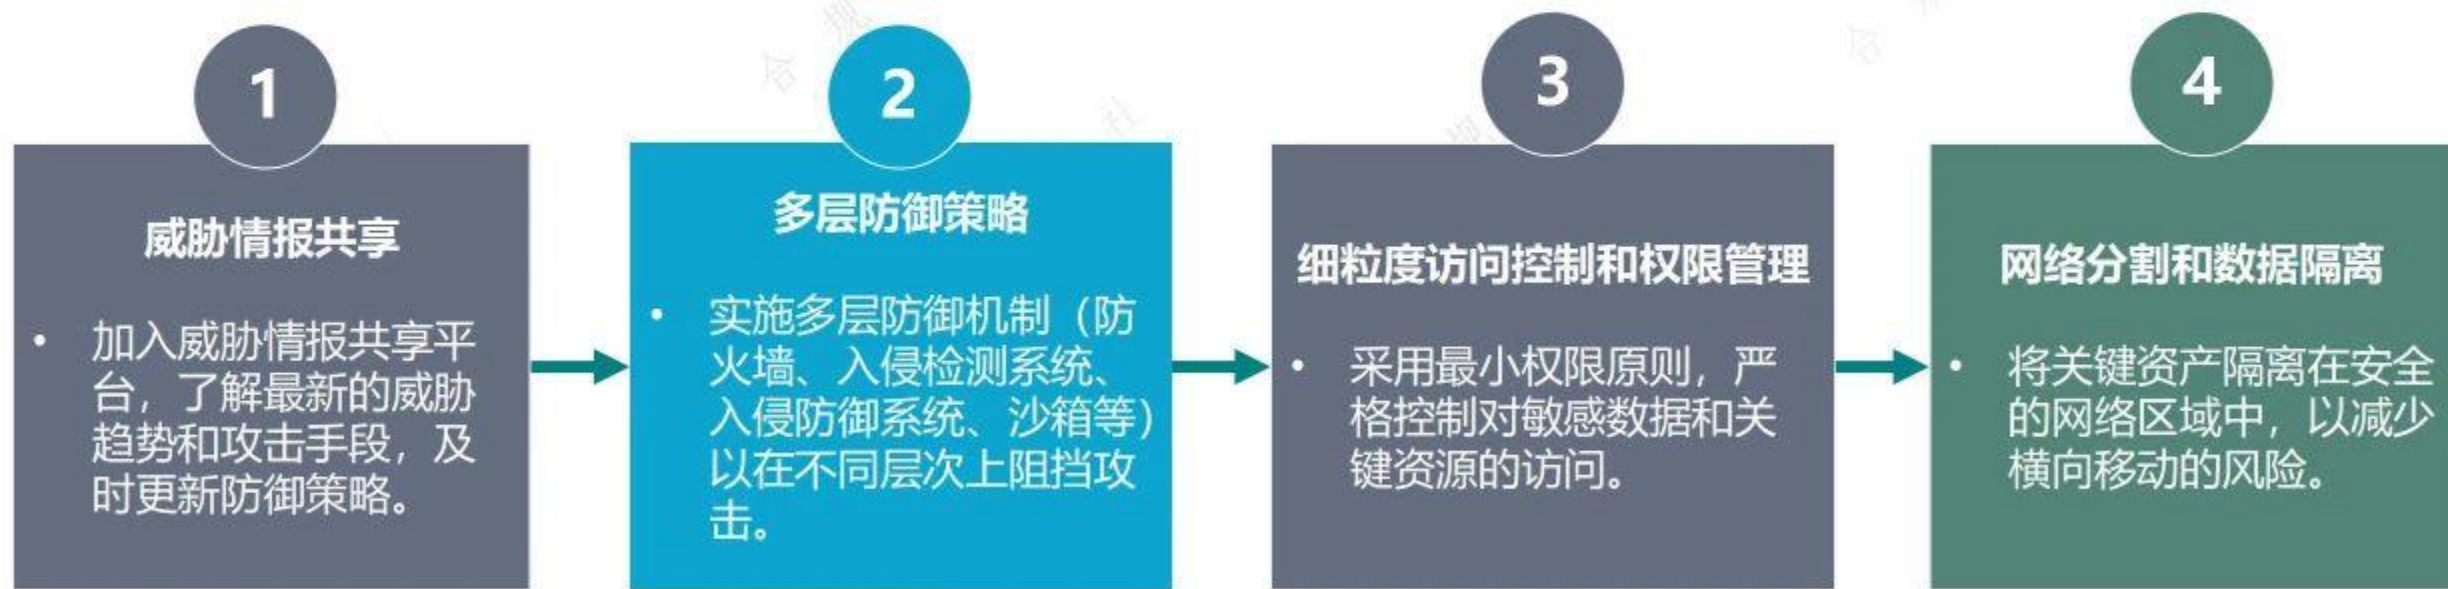 1
威胁情报共享
• 加入威胁情报共享平
台，了解最新的威胁
趋势和攻击手段，及
时更新防御策略。
2
多层防御策略
• 实施多层防御机制（防
火墙、入侵检测系统、
入侵防御系统、沙箱等）
以在不同层次上阻挡攻
击。
3
细粒度访问控制和权限管理
• 采用最小权限原则，严
格控制对敏感数据和关
键资源的访问。
4
网络分割和数据隔离
• 将关键资产隔离在安全
的网络区域中，以减少
横向移动的风险。